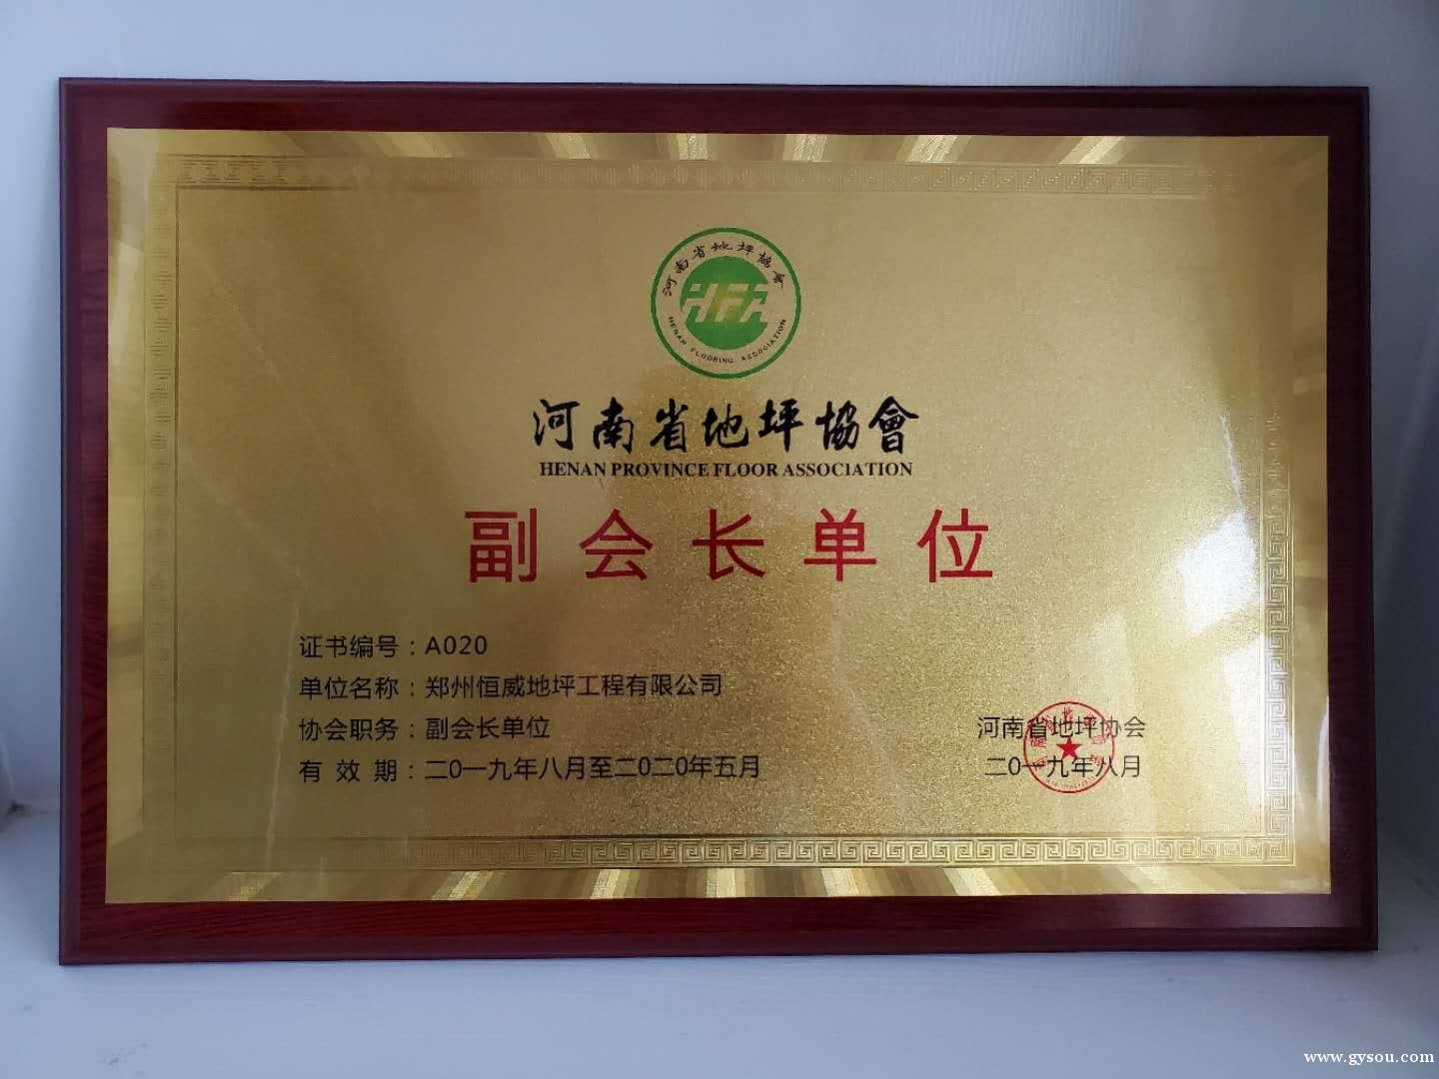 河南省地坪協會
HFA
HENAN FLOORING ASSOCIATION
河南省地坪協會
HENAN PROVINCE FLOOR ASSOCIATION
副会长单位
证书编号：A020
单位名称：郑州恒威地坪工程有限公司
协会职务：副会长单位
有效期：二0一九年八月至二0二0年五月
河南省地坪协会
二0一九年八月
www.gysou.com